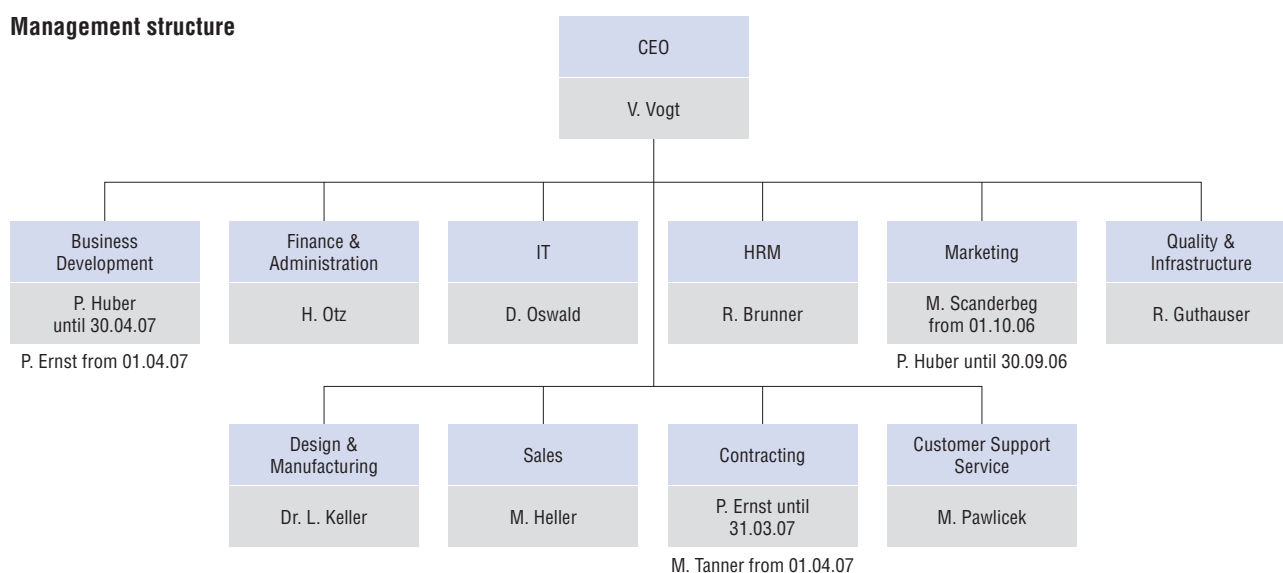 Management structure
CEO
V. Vogt
Business
Development
P. Huber
until 30.04.07
P. Ernst from 01.04.07
Finance &
Administration
H. Otz
IT
D. Oswald
HRM
R. Brunner
Marketing
M. Scanderbeg
from 01.10.06
P. Huber until 30.09.06
Quality &
Infrastructure
R. Guthauser
Design &
Manufacturing
Dr. L. Keller
Sales
M. Heller
Contracting
P. Ernst until
31.03.07
M. Tanner from 01.04.07
Customer Support
Service
M. Pawlicek